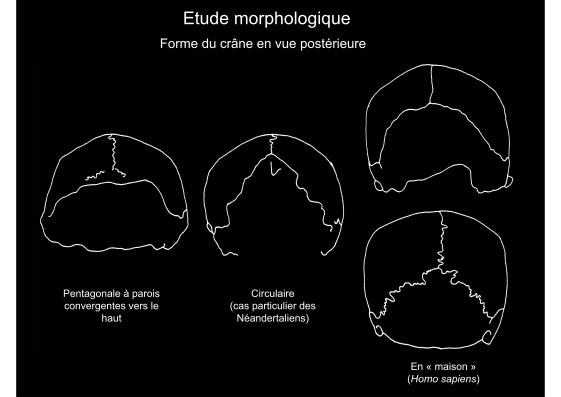 Etude morphologique
Forme du crâne en vue postérieure
Pentagonale à parois
convergentes vers le
haut
Circulaire
(cas particulier des
Néandertaliens)
En « maison »
(Homo sapiens)